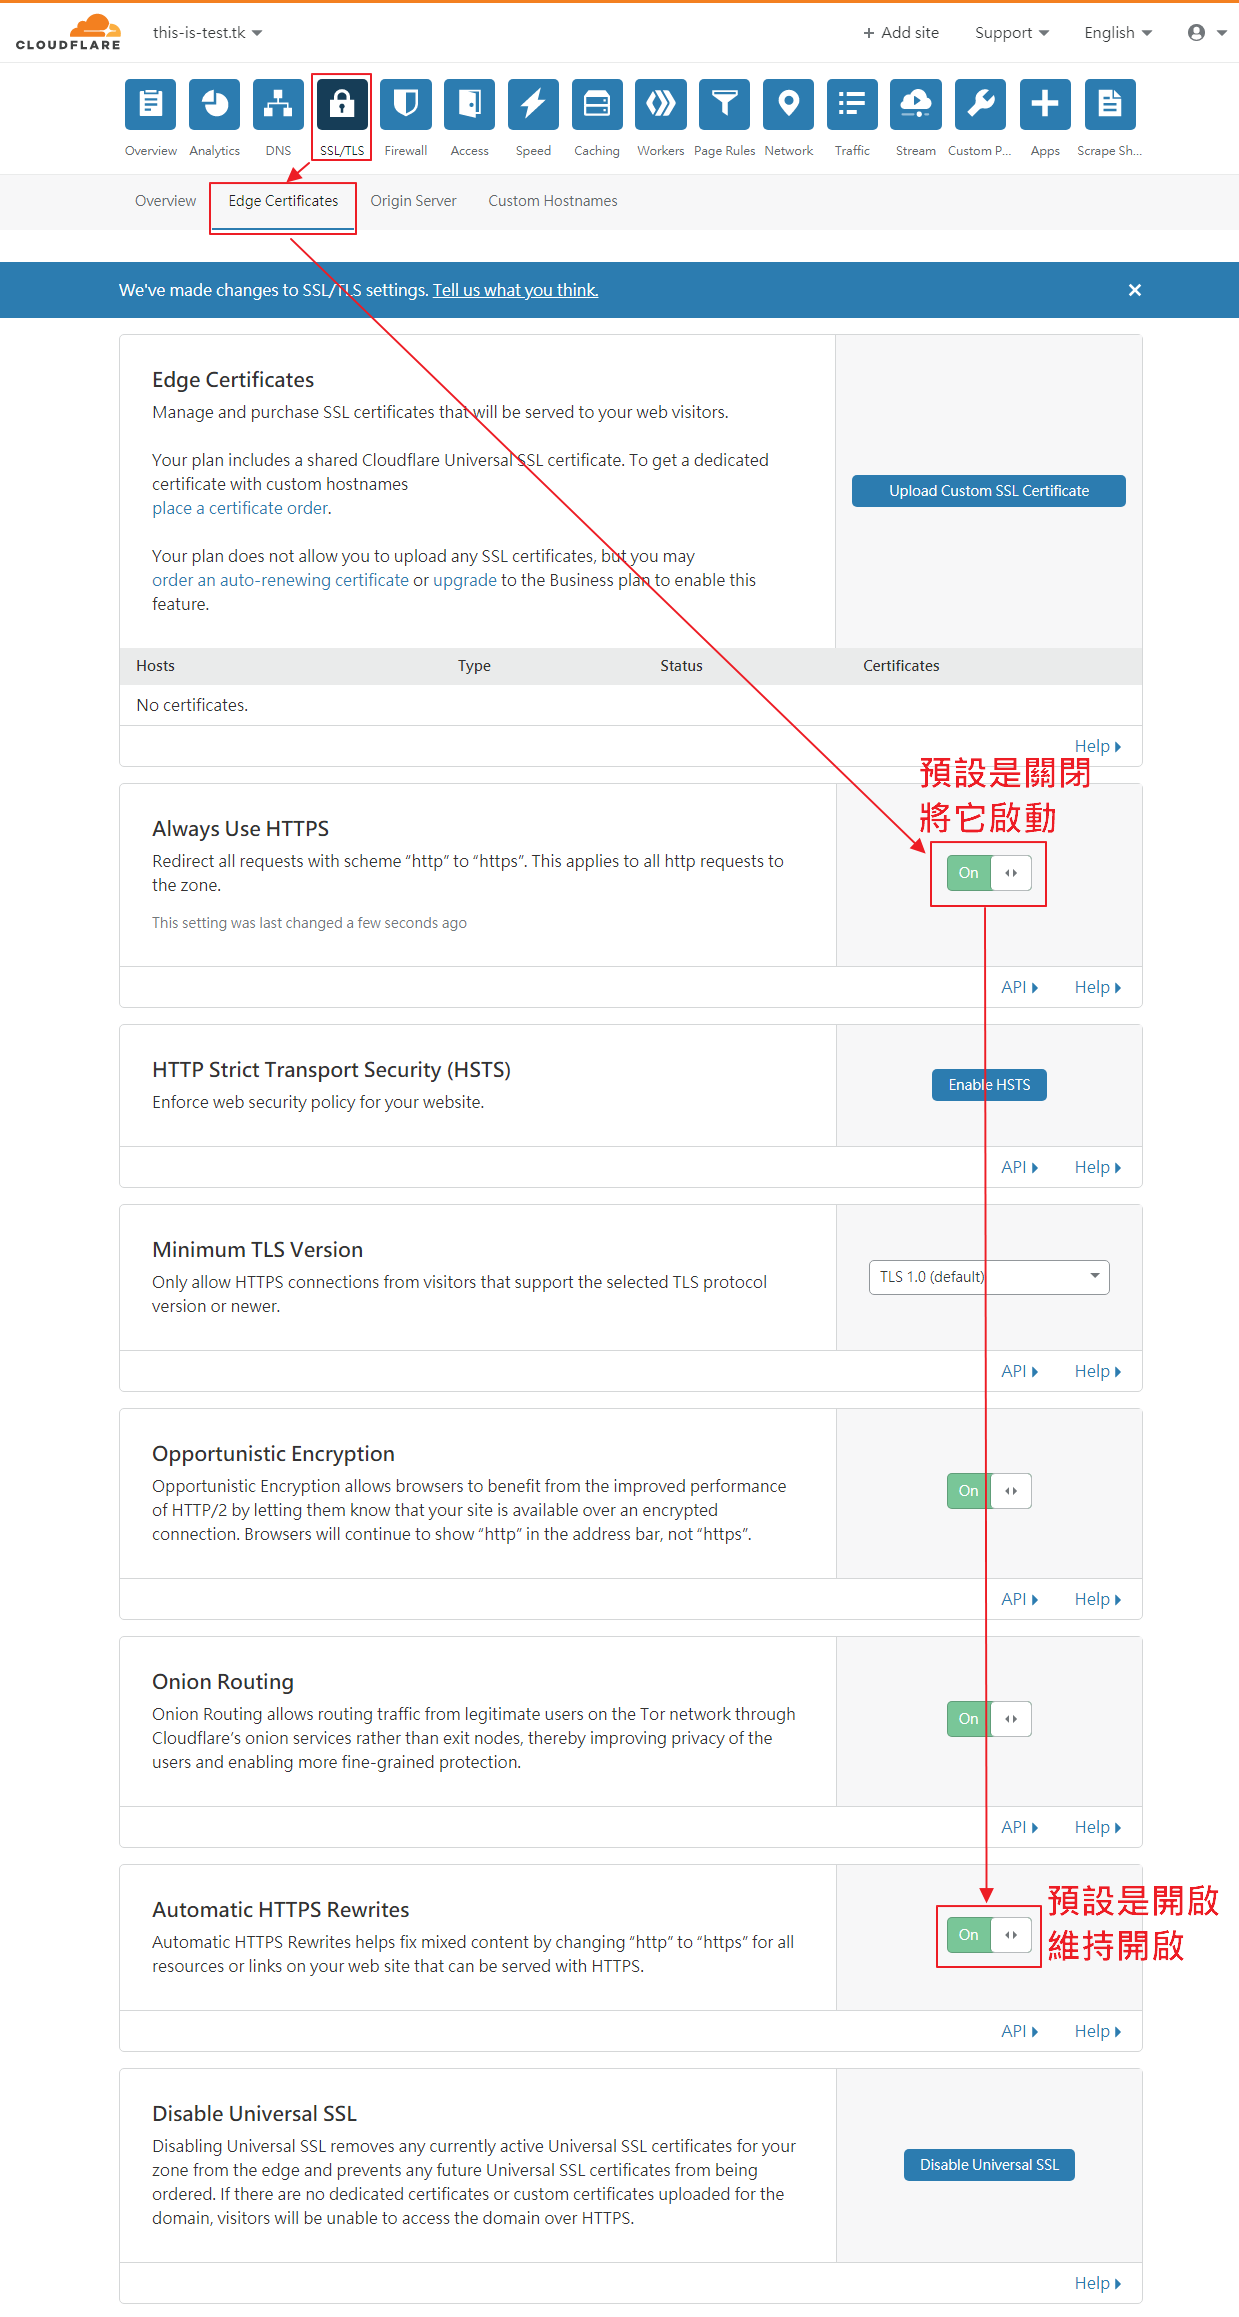 CLOUDFLARE
this-is-test.tk
+ Add site
Support
English
Overview
Analytics
DNS
SSL/TLS
Firewall
Access
Speed
Caching
Workers
Page Rules
Network
Traffic
Stream
Custom P...
Apps
Scrape Sh...
Overview
Edge Certificates
Origin Server
Custom Hostnames
We've made changes to SSL/TLS settings. Tell us what you think.
×
Edge Certificates
Manage and purchase SSL certificates that will be served to your web visitors.
Your plan includes a shared Cloudflare Universal SSL certificate. To get a dedicated
certificate with custom hostnames
place a certificate order.
Your plan does not allow you to upload any SSL certificates, but you may
order an auto-renewing certificate or upgrade to the Business plan to enable this
feature.
Upload Custom SSL Certificate
Hosts
Type
Status
Certificates
No certificates.
Help
預設是關閉
將它啟動
Always Use HTTPS
Redirect all requests with scheme “http” to “https”. This applies to all http requests to
the zone.
This setting was last changed a few seconds ago
On
API
Help
HTTP Strict Transport Security (HSTS)
Enforce web security policy for your website.
Enable HSTS
API
Help
Minimum TLS Version
Only allow HTTPS connections from visitors that support the selected TLS protocol
version or newer.
TLS 1.0 (default)
API
Help
Opportunistic Encryption
Opportunistic Encryption allows browsers to benefit from the improved performance
of HTTP/2 by letting them know that your site is available over an encrypted
connection. Browsers will continue to show “http” in the address bar, not “https”.
On
API
Help
Onion Routing
Onion Routing allows routing traffic from legitimate users on the Tor network through
Cloudflare’s onion services rather than exit nodes, thereby improving privacy of the
users and enabling more fine-grained protection.
On
API
Help
Automatic HTTPS Rewrites
Automatic HTTPS Rewrites helps fix mixed content by changing “http” to “https” for all
resources or links on your web site that can be served with HTTPS.
On
預設是開啟
維持開啟
API
Help
Disable Universal SSL
Disabling Universal SSL removes any currently active Universal SSL certificates for your
zone from the edge and prevents any future Universal SSL certificates from being
ordered. If there are no dedicated certificates or custom certificates uploaded for the
domain, visitors will be unable to access the domain over HTTPS.
Disable Universal SSL
Help